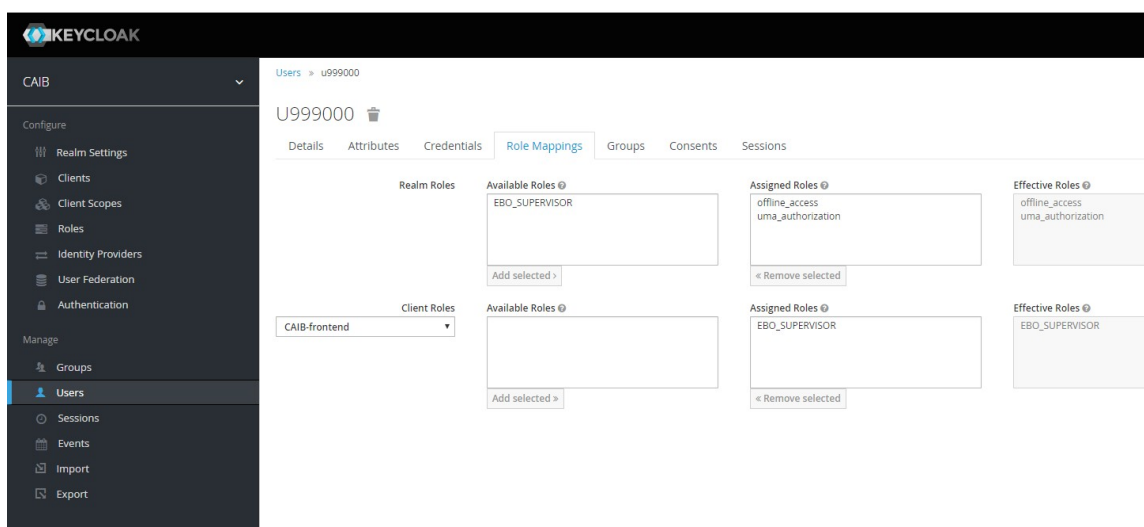 KEYCLOAK
CAIB
Users » u999000
U999000
Configure
Realm Settings
Clients
Client Scopes
Roles
Identity Providers
User Federation
Authentication
Manage
Groups
Users
Sessions
Events
Import
Export
Details Attributes Credentials Role Mappings Groups Consents Sessions
Realm Roles Available Roles Assigned Roles Effective Roles
EBO_SUPERVISOR offline_access offline_access
uma_authorization uma_authorization
Add selected › « Remove selected
Client Roles Available Roles Assigned Roles Effective Roles
CAIB-frontend EBO_SUPERVISOR EBO_SUPERVISOR
Add selected » « Remove selected